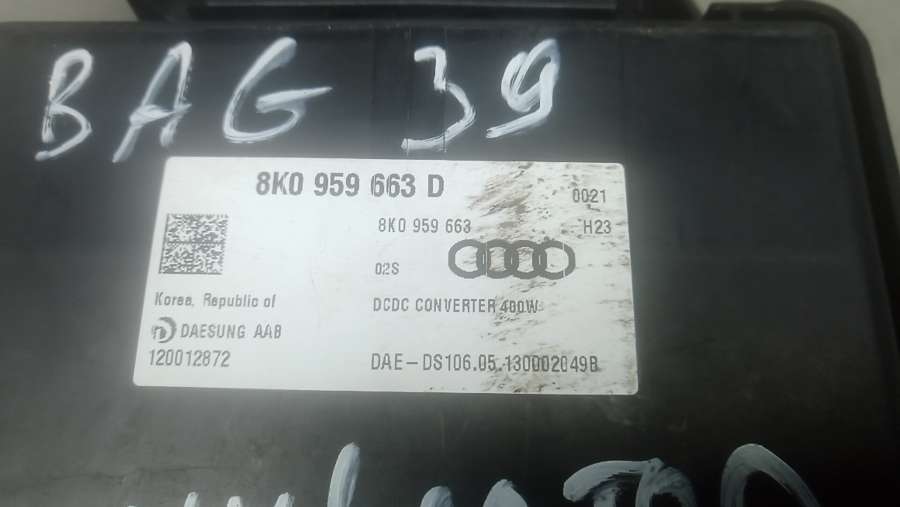 BAG 39
8K0 959 663 D
0021
8K0 959 663
H23
02S
Korea, Republic of
DCDC CONVERTER 400W
DAESUNG AAB
120012872
DAE-DS106.05.130002049B